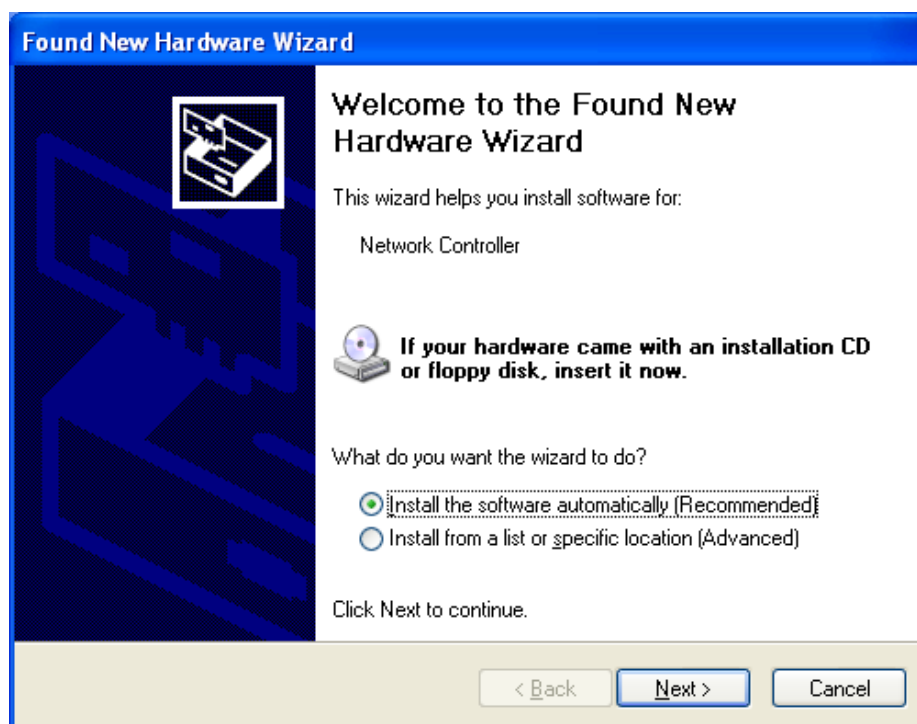 Found New Hardware Wizard
Welcome to the Found New
Hardware Wizard
This wizard helps you install software for:
Network Controller
If your hardware came with an installation CD
or floppy disk, insert it now.
What do you want the wizard to do?
Install the software automatically (Recommended)
Install from a list or specific location (Advanced)
Click Next to continue.
< Back Next > Cancel